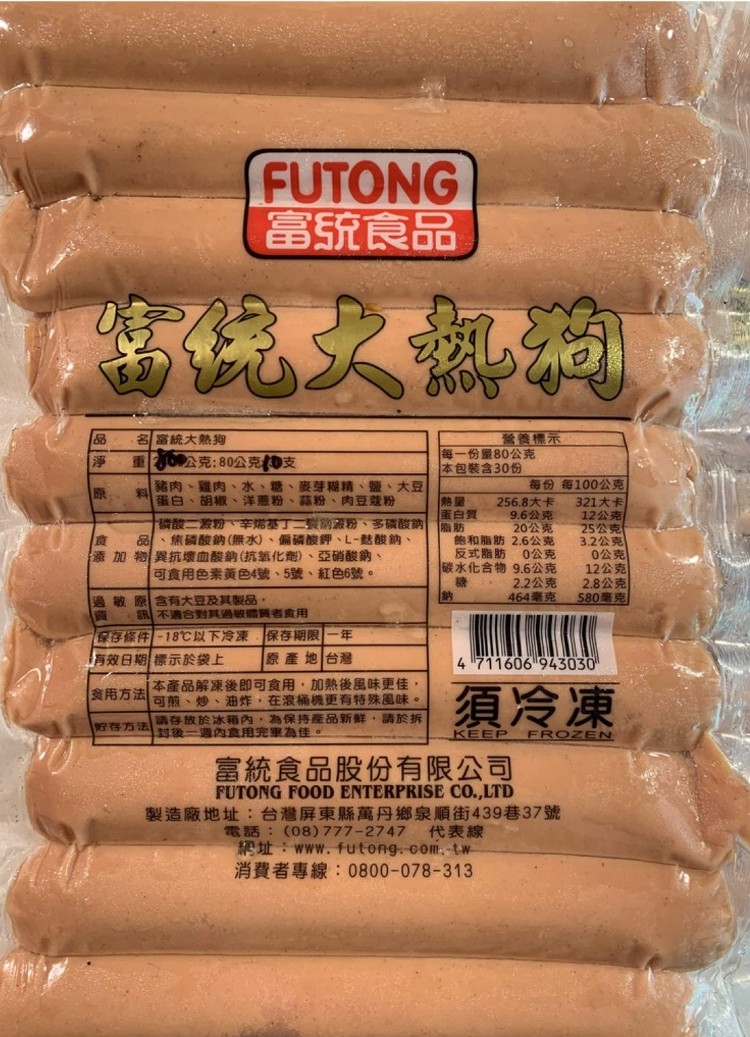 FUTONG
富統食品
富統大熱狗
品名 富統大熱狗
淨重 800公克:80公克10支
原料 豬肉、雞肉、水、糖、麥芽糊精、鹽、大豆
蛋白、胡椒、洋蔥粉、蒜粉、肉豆蔻粉
食品添加物 磷酸二澱粉、辛烯基丁二酸鈉澱粉、多磷酸鈉
、焦磷酸鈉(無水)、偏磷酸鉀、L-麩酸鈉、
異抗壞血酸鈉(抗氧化劑)、亞硝酸鈉、
可食用色素黃色4號、5號、紅色6號。
過敏原資訊 含有大豆及其製品，
不適合對其過敏體質者食用
保存條件 -18℃以下冷凍 保存期限 一年
有效日期 標示於袋上 原產地 台灣
食用方法 本產品解凍後即可食用，加熱後風味更佳，
可煎、炒、油炸，在滾桶機更有特殊風味。
貯存方法 請存放於冰箱內，為保持產品新鮮，請於拆
封後一週內食用完畢為佳。
營養標示
每一份量80公克
本包裝含30份
每份 每100公克
熱量 256.8大卡 321大卡
蛋白質 9.6公克 12公克
脂肪 20公克 25公克
飽和脂肪 2.6公克 3.2公克
反式脂肪 0公克 0公克
碳水化合物 9.6公克 12公克
糖 2.2公克 2.8公克
鈉 464毫克 580毫克
4 711606 943030
須冷凍
KEEP FROZEN
富統食品股份有限公司
FUTONG FOOD ENTERPRISE CO.,LTD
製造廠地址：台灣屏東縣萬丹鄉泉順街439巷37號
電話：(08)777-2747 代表線
網址：www.futong.com.tw
消費者專線：0800-078-313